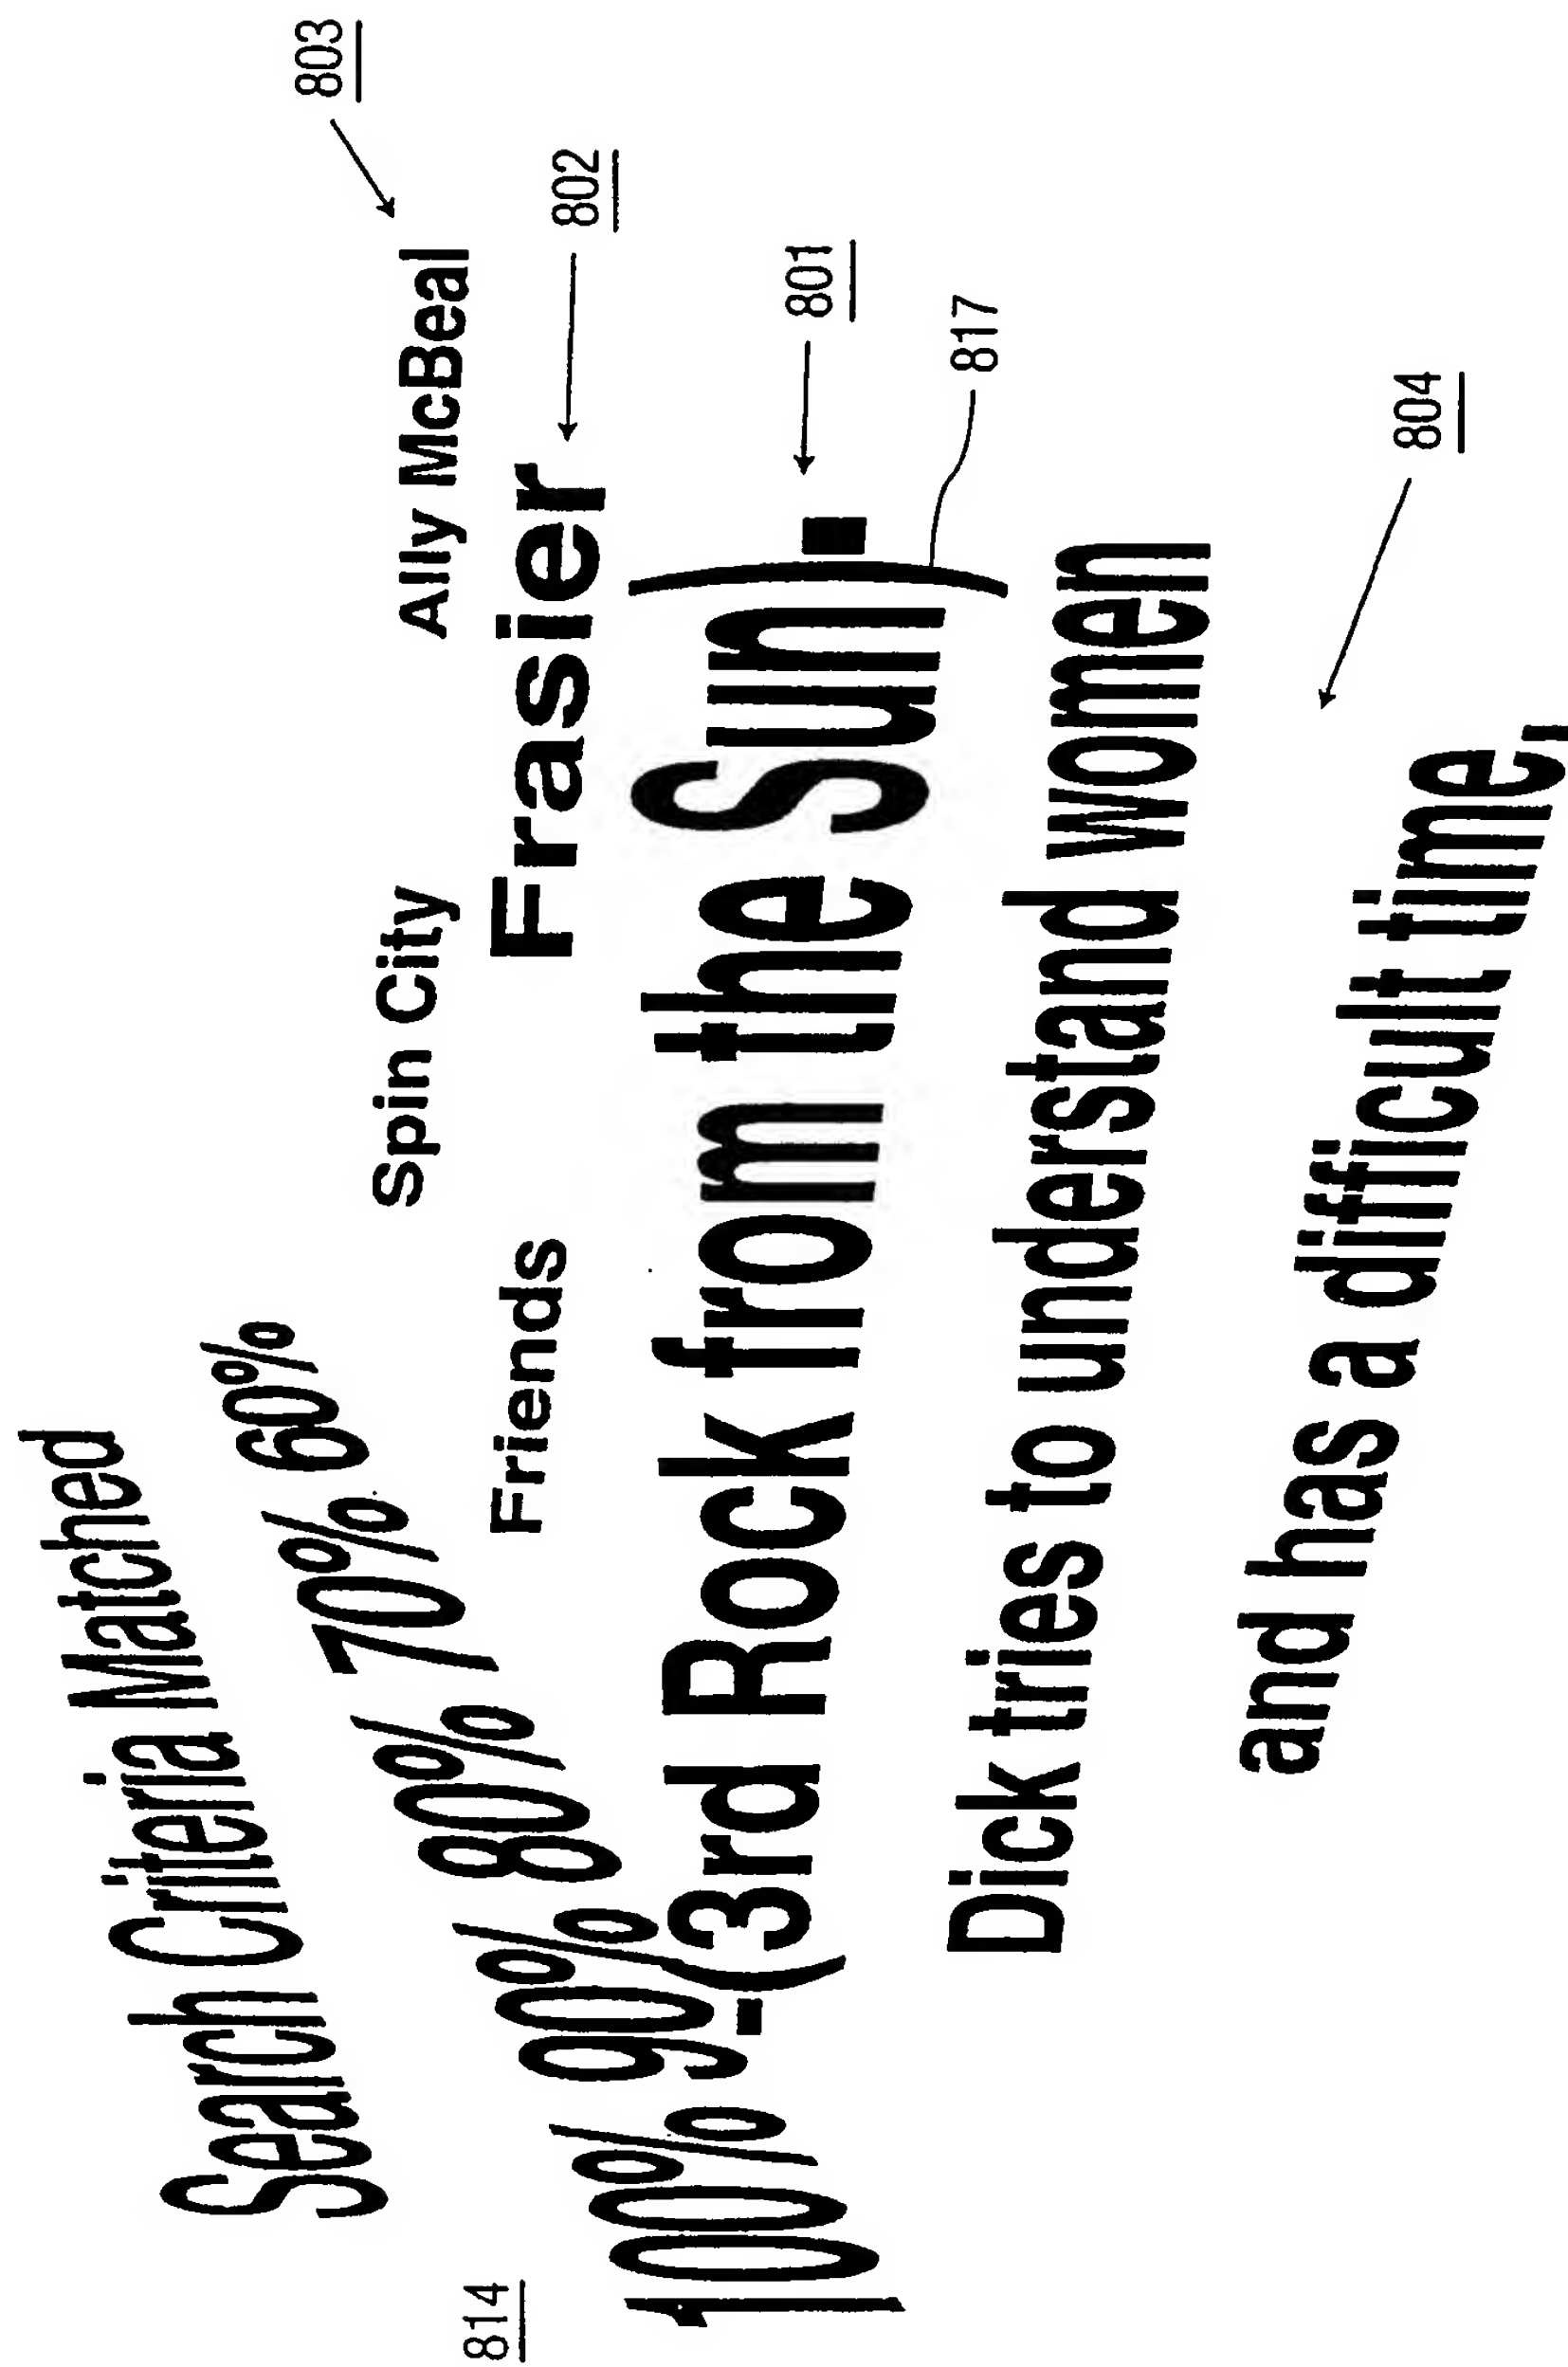 Search Criteria Matched
100% 90% 80% 70% 60%
Spin City
Ally McBeal
803
Friends
Frasier
802
-(3rd Rock from the Sun)-
801
817
Dick tries to understand women
and has a difficult time,
804
814